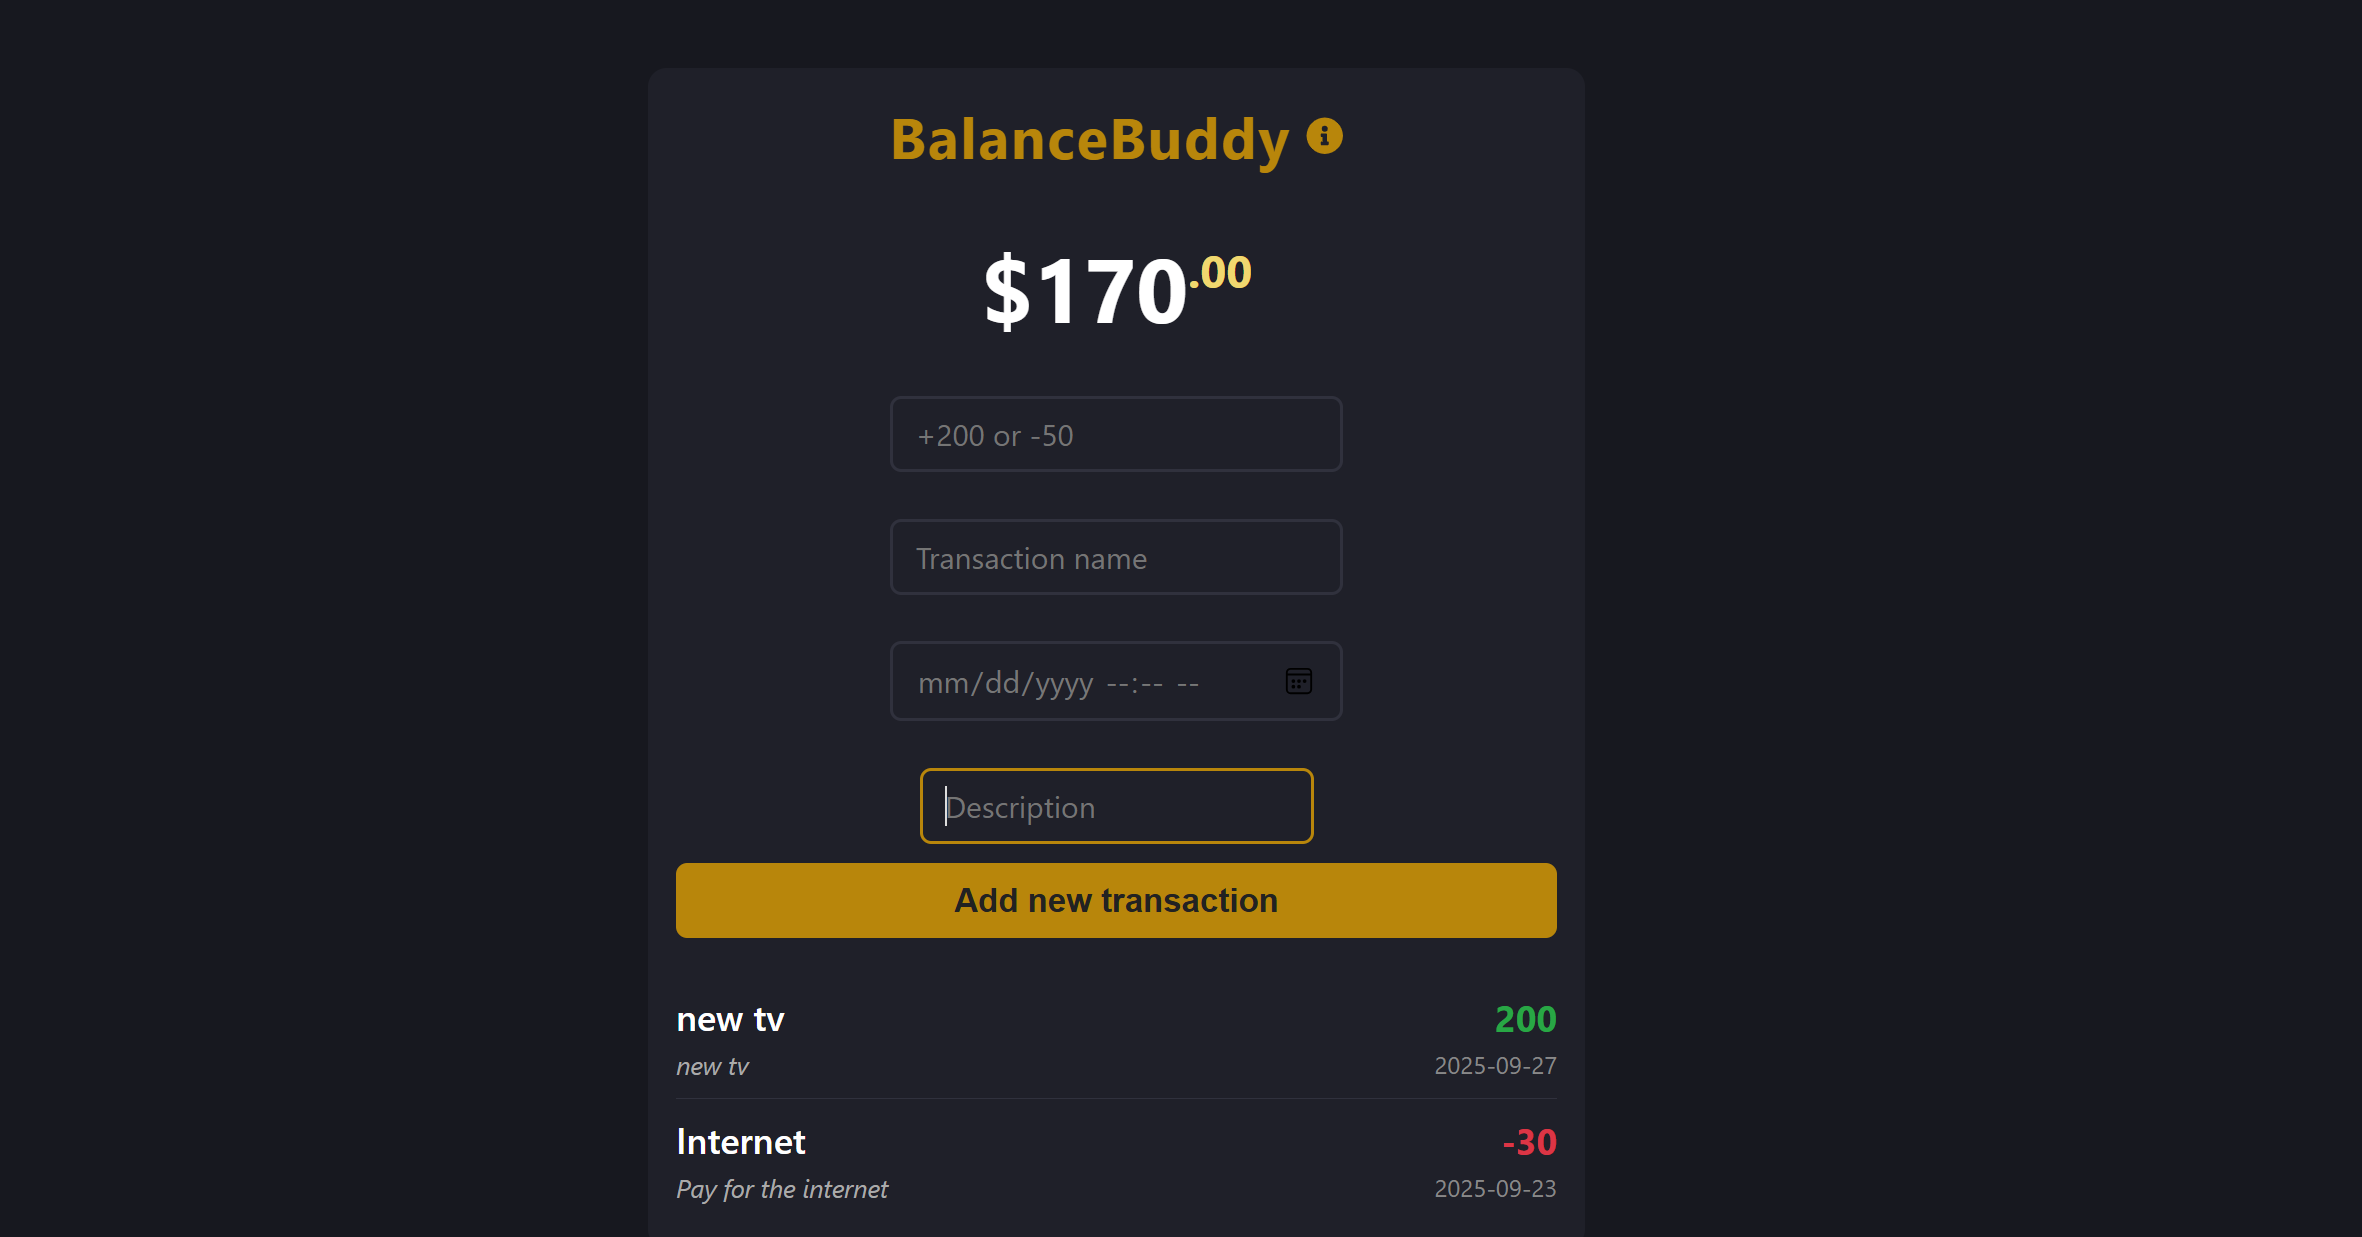 BalanceBuddy
$170.00
+200 or -50
Transaction name
mm/dd/yyyy --:-- --
Description
Add new transaction
new tv 200
new tv 2025-09-27
Internet -30
Pay for the internet 2025-09-23